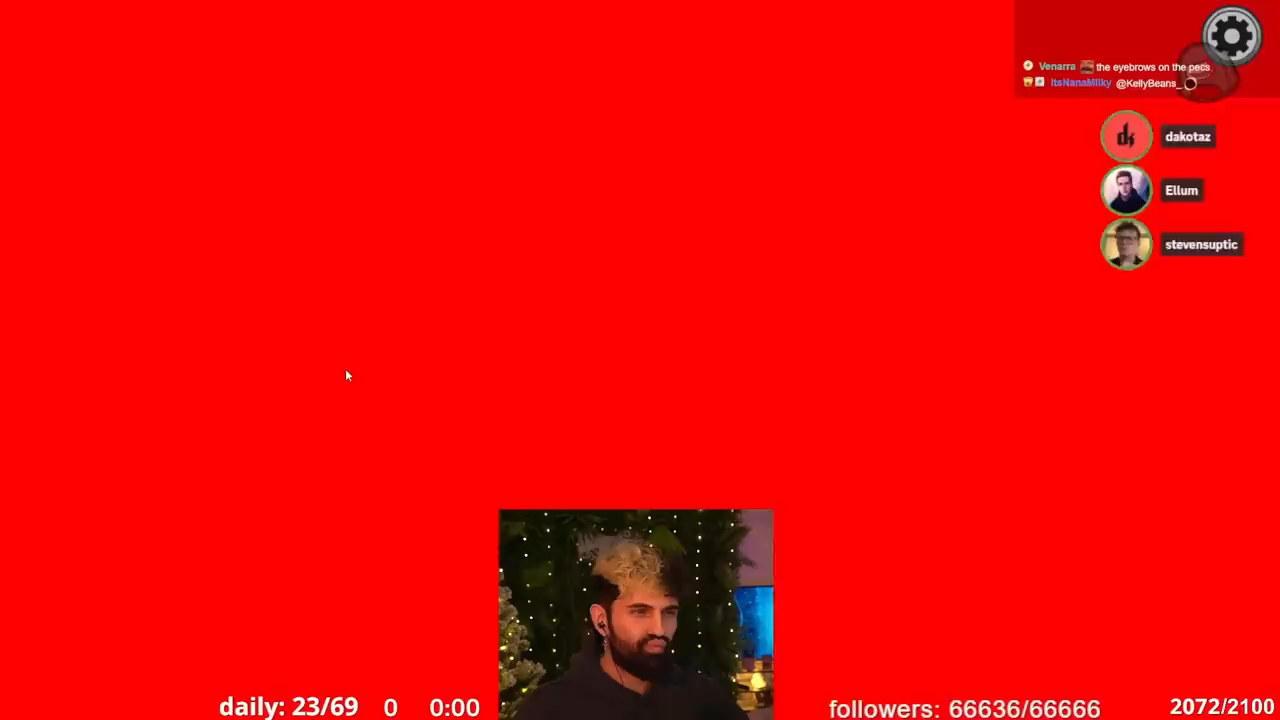 Venarra the eyebrows on the pecs
ItsNanaMilky @KellyBeans_
dk
dakotaz
Ellum
stevensuptic
daily: 23/69 0 0:00
followers: 66636/66666
2072/2100